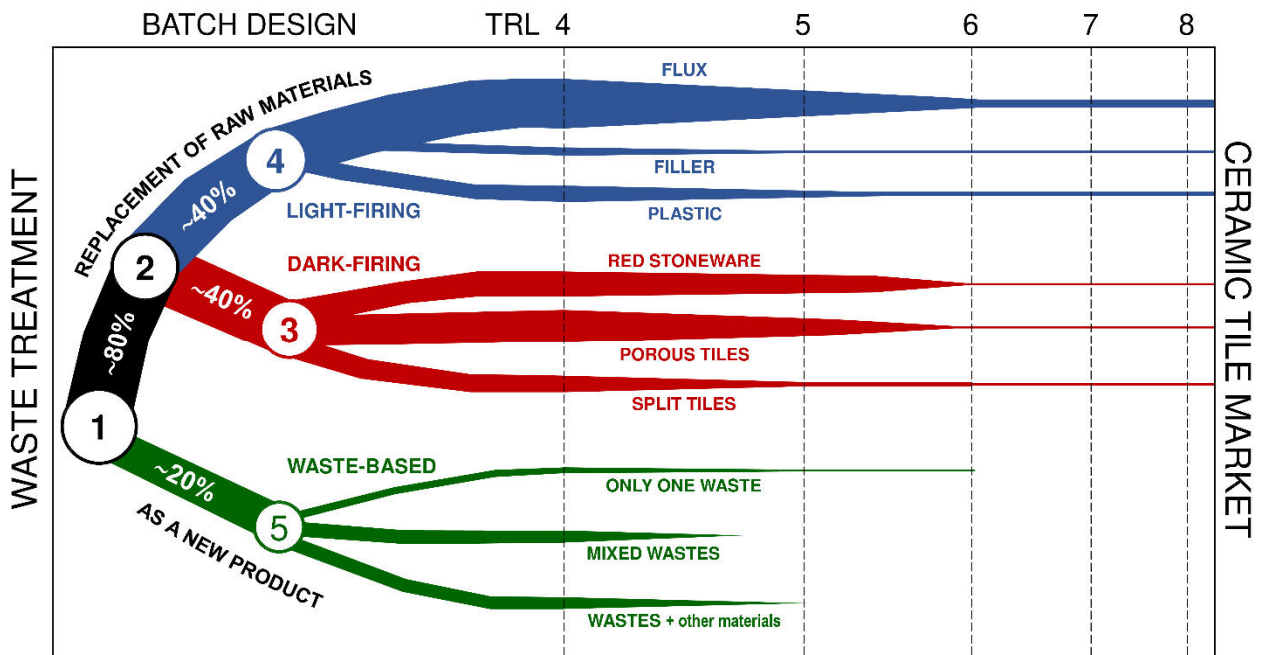 BATCH DESIGN TRL 4 5 6 7 8
WASTE TREATMENT
REPLACEMENT OF RAW MATERIALS
FLUX
4
FILLER
~40%
LIGHT-FIRING
PLASTIC
2
DARK-FIRING
RED STONEWARE
~40%
3
~80%
POROUS TILES
SPLIT TILES
1
~20%
WASTE-BASED
ONLY ONE WASTE
5
AS A NEW PRODUCT
MIXED WASTES
WASTES + other materials
CERAMIC TILE MARKET